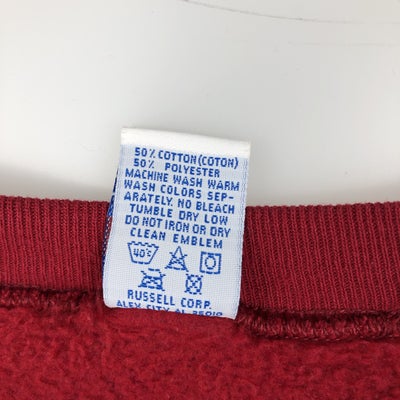 50% COTTON (COTON)
50% POLYESTER
MACHINE WASH WARM
WASH COLORS SEP-
ARATELY. NO BLEACH
TUMBLE DRY LOW
DO NOT IRON OR DRY
CLEAN EMBLEM
40°C
RUSSELL CORP.
ALEX CITY, AL 35010